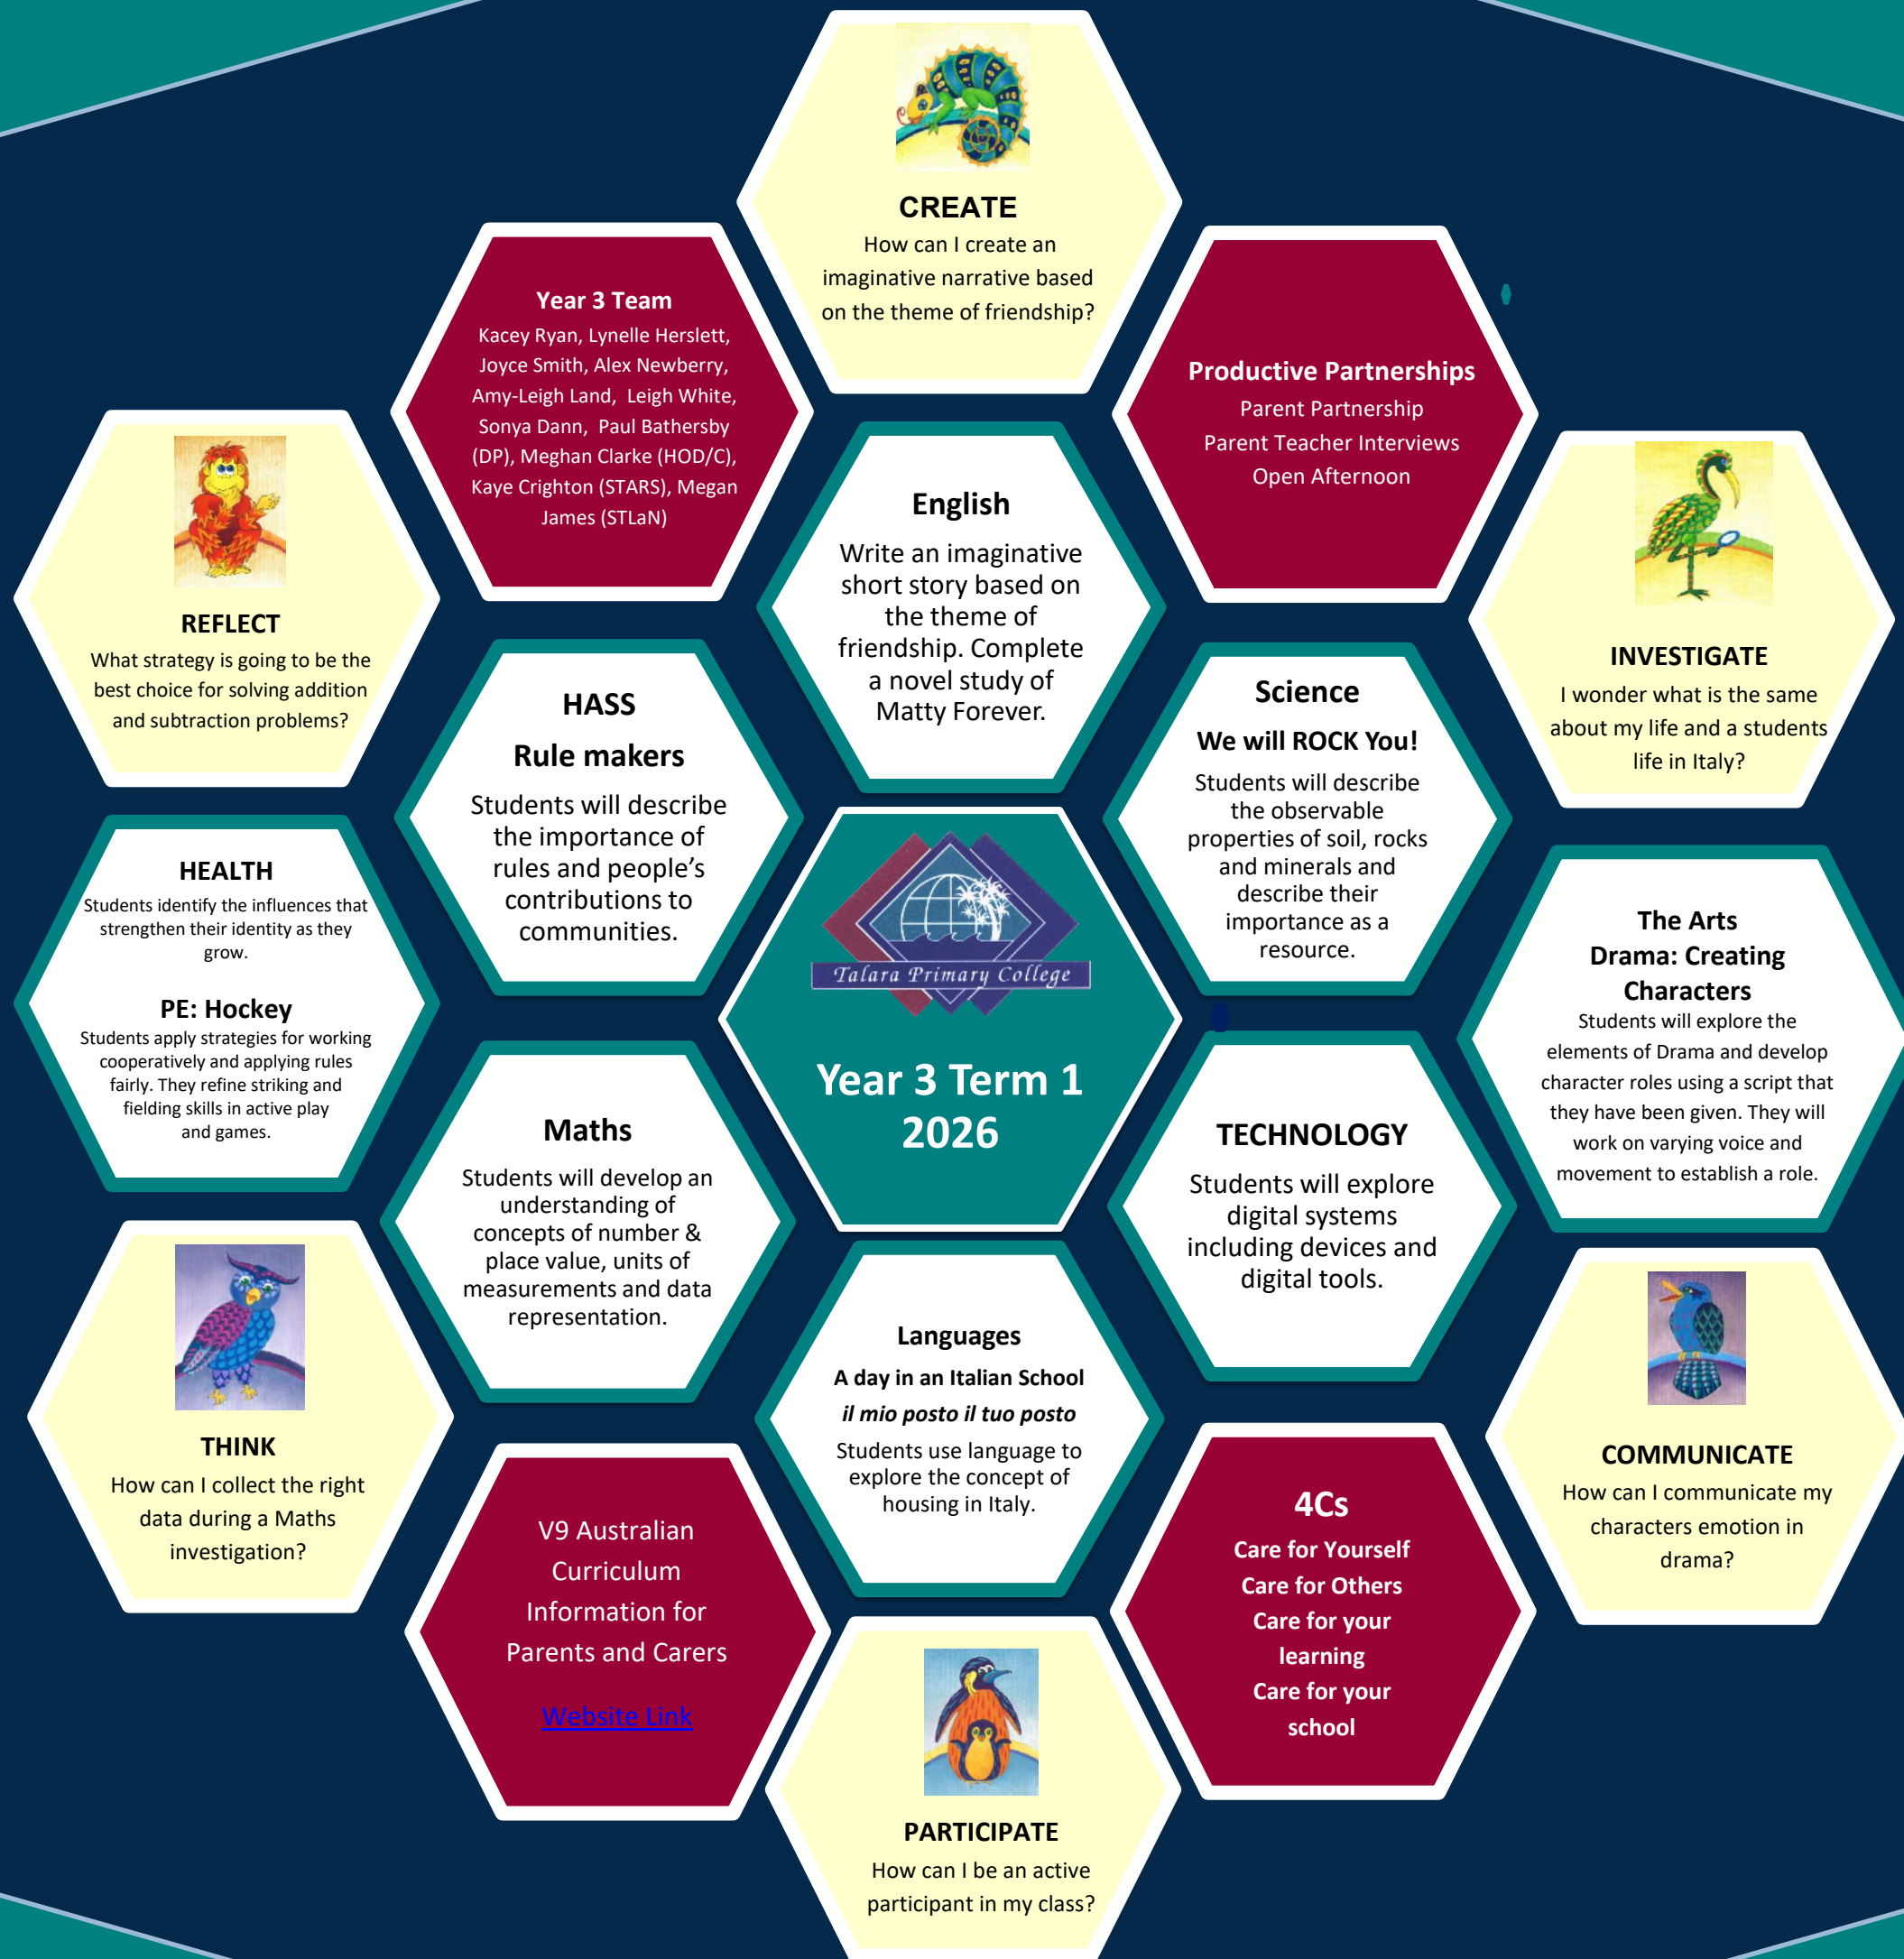 CREATE
How can I create an
imaginative narrative based
on the theme of friendship?
Year 3 Team
Kacey Ryan, Lynelle Herslett,
Joyce Smith, Alex Newberry,
Amy-Leigh Land, Leigh White,
Sonya Dann, Paul Bathersby
(DP), Meghan Clarke (HOD/C),
Kaye Crighton (STARS), Megan
James (STLaN)
Productive Partnerships
Parent Partnership
Parent Teacher Interviews
Open Afternoon
REFLECT
What strategy is going to be the
best choice for solving addition
and subtraction problems?
English
Write an imaginative
short story based on
the theme of
friendship. Complete
a novel study of
Matty Forever.
INVESTIGATE
I wonder what is the same
about my life and a students
life in Italy?
HASS
Rule makers
Students will describe
the importance of
rules and people’s
contributions to
communities.
Science
We will ROCK You!
Students will describe
the observable
properties of soil, rocks
and minerals and
describe their
importance as a
resource.
HEALTH
Students identify the influences that
strengthen their identity as they
grow.
PE: Hockey
Students apply strategies for working
cooperatively and applying rules
fairly. They refine striking and
fielding skills in active play
and games.
Talara Primary College
Year 3 Term 1
2026
The Arts
Drama: Creating
Characters
Students will explore the
elements of Drama and develop
character roles using a script that
they have been given. They will
work on varying voice and
movement to establish a role.
Maths
Students will develop an
understanding of
concepts of number &
place value, units of
measurements and data
representation.
TECHNOLOGY
Students will explore
digital systems
including devices and
digital tools.
THINK
How can I collect the right
data during a Maths
investigation?
Languages
A day in an Italian School
il mio posto il tuo posto
Students use language to
explore the concept of
housing in Italy.
COMMUNICATE
How can I communicate my
characters emotion in
drama?
V9 Australian
Curriculum
Information for
Parents and Carers
Website Link
4Cs
Care for Yourself
Care for Others
Care for your
learning
Care for your
school
PARTICIPATE
How can I be an active
participant in my class?